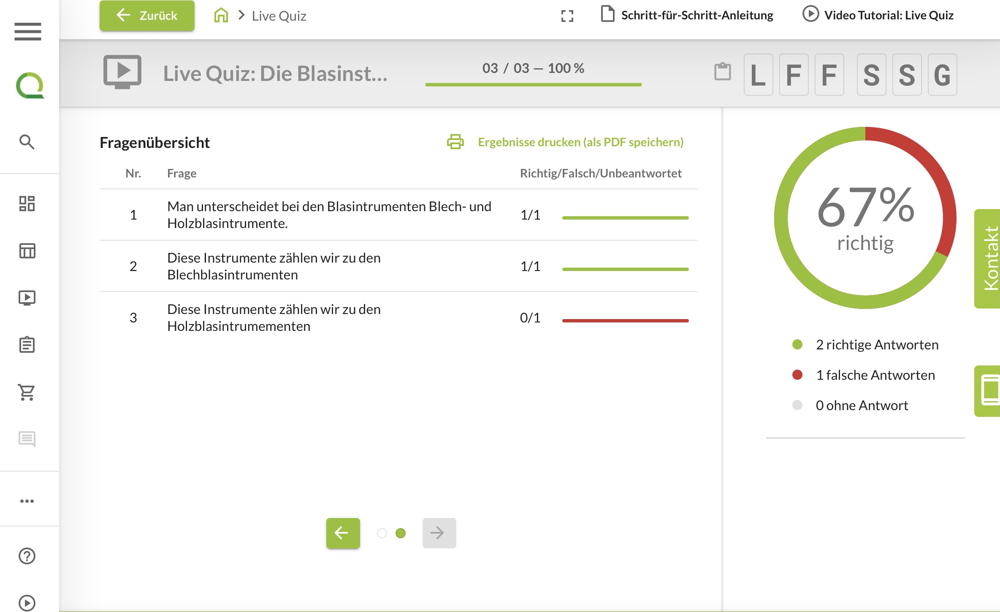 Zurück
Live Quiz
Schritt-für-Schritt-Anleitung
Video Tutorial: Live Quiz
Live Quiz: Die Blasinst...
03 / 03 — 100 %
L F F S S G
Fragenübersicht
Ergebnisse drucken (als PDF speichern)
Nr. Frage Richtig/Falsch/Unbeantwortet
1 Man unterscheidet bei den Blasintrumenten Blech- und
Holzblasintrumente.
1/1
2 Diese Instrumente zählen wir zu den
Blechblasintrumenten
1/1
3 Diese Instrumente zählen wir zu den
Holzblasintrumementen
0/1
67%
richtig
2 richtige Antworten
1 falsche Antworten
0 ohne Antwort
Kontakt